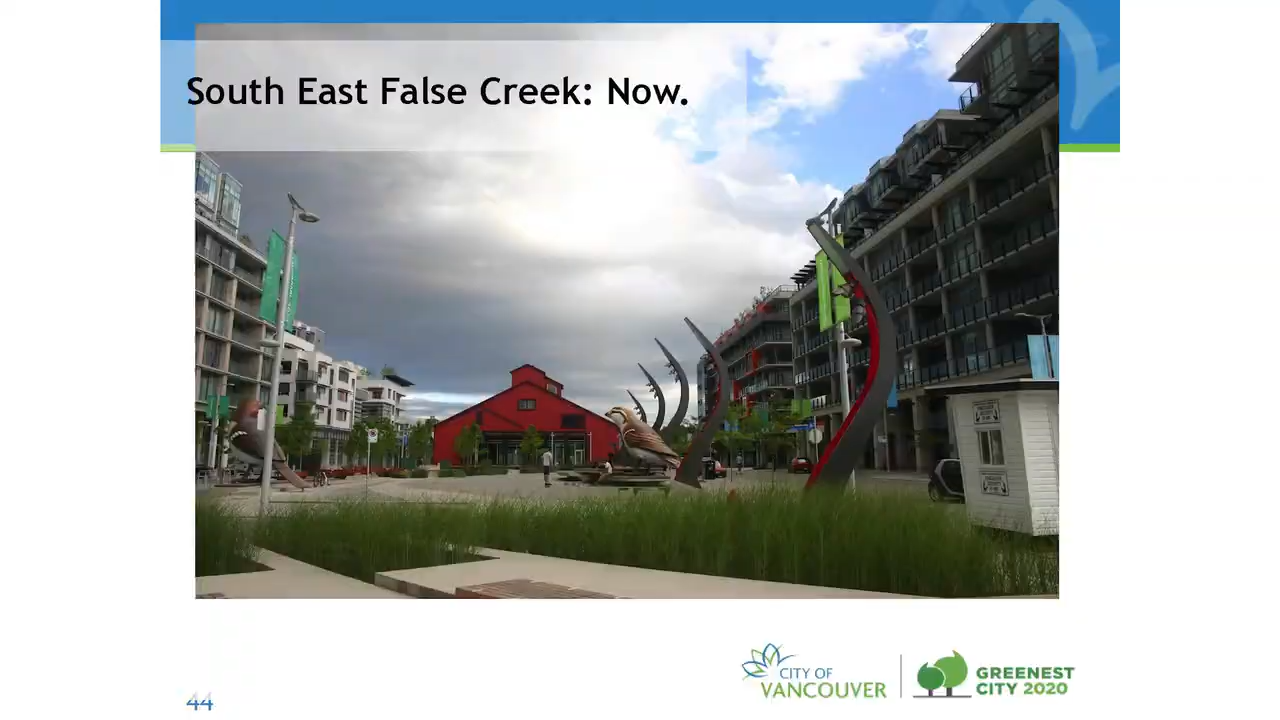 South East False Creek: Now.
CITY OF
VANCOUVER
GREENEST
CITY 2020
44